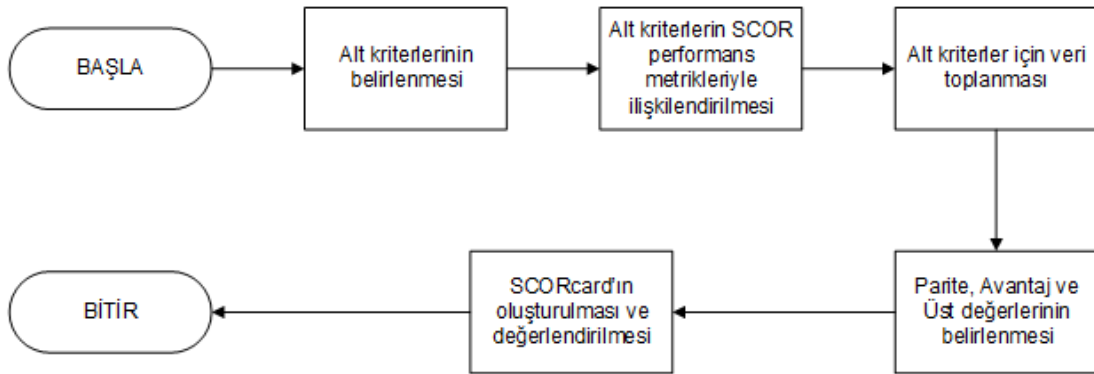 BAŞLA
Alt kriterlerinin
belirlenmesi
Alt kriterlerin SCOR
performans
metrikleriyle
ilişkilendirilmesi
Alt kriterler için veri
toplanması
Parite, Avantaj ve
Üst değerlerinin
belirlenmesi
SCORcard'ın
oluşturulması ve
değerlendirilmesi
BİTİR